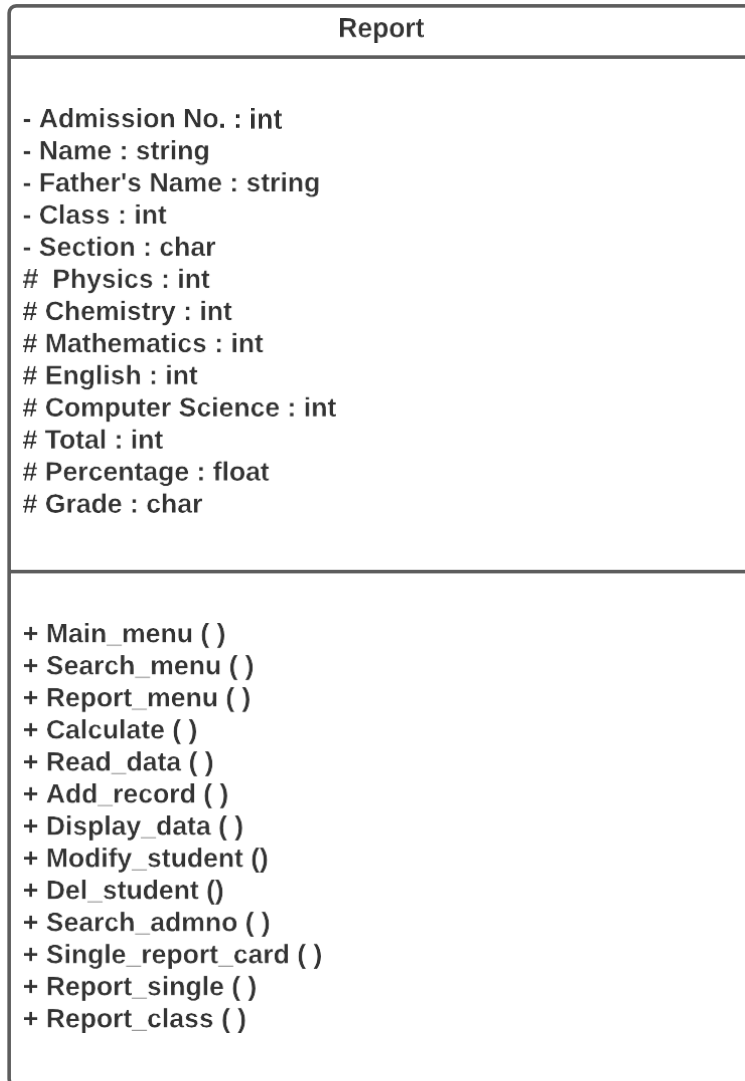 Report
- Admission No. : int
- Name : string
- Father's Name : string
- Class : int
- Section : char
#  Physics : int
# Chemistry : int
# Mathematics : int
# English : int
# Computer Science : int
# Total : int
# Percentage : float
# Grade : char
+ Main_menu ( )
+ Search_menu ( )
+ Report_menu ( )
+ Calculate ( )
+ Read_data ( )
+ Add_record ( )
+ Display_data ( )
+ Modify_student ()
+ Del_student ()
+ Search_admno ( )
+ Single_report_card ( )
+ Report_single ( )
+ Report_class ( )